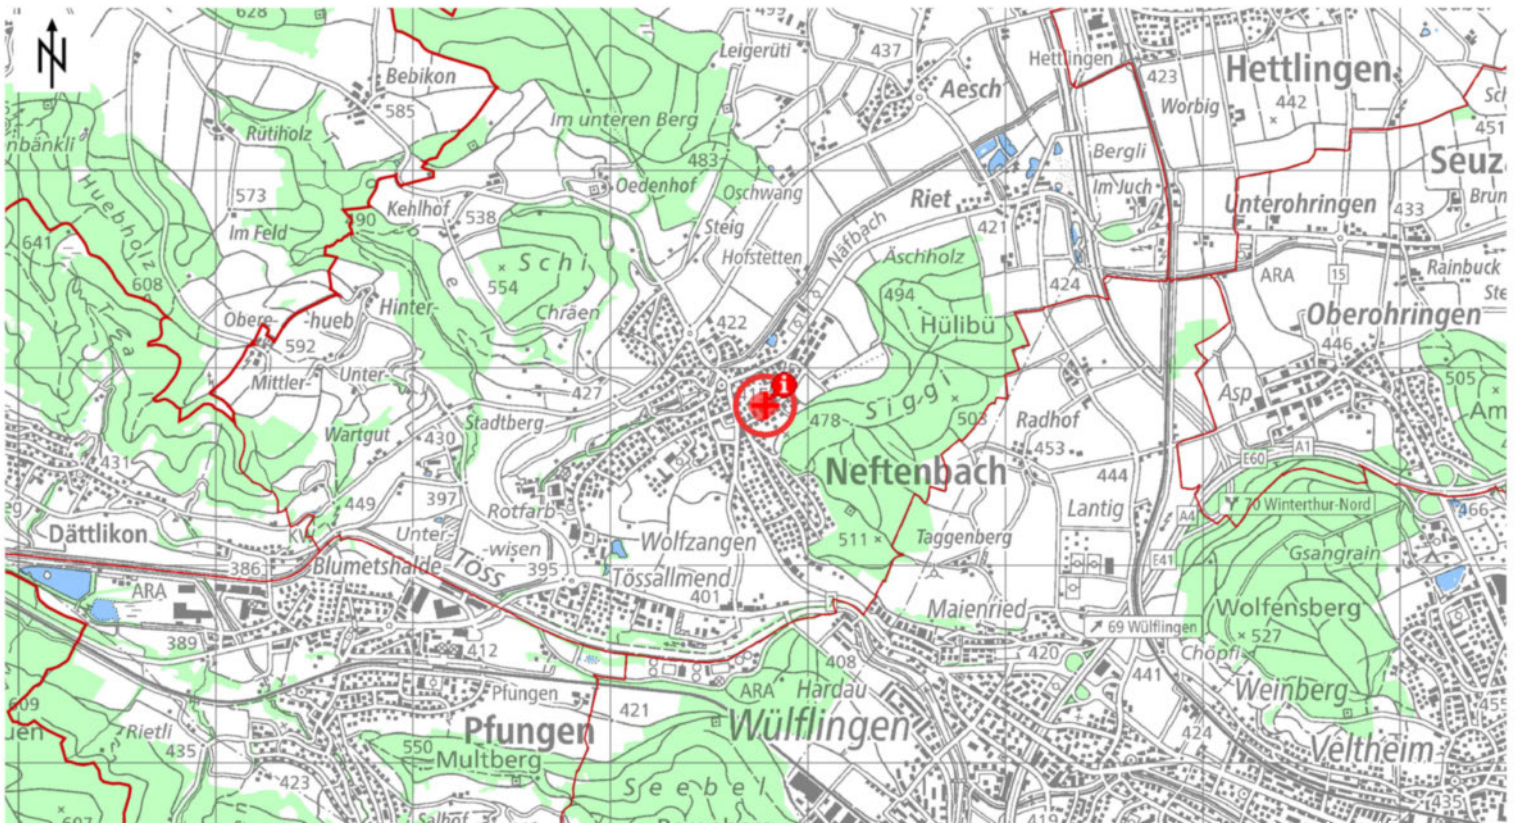 N
628
499
Leigerüti
437
Hettlingen
423
Hettlingen
Bebikon
585
Aesch
Worbig
442
Rütiholz
Im unteren Berg
483
Bergli
451
nbänkli
Huebholz
573
Oedenhof
Oschwang
Riet
Im Juch
Seuz
Kehlhof
538
490
Im Feld
Steig
Näfbach
421
Unterohringen
433
Brun
641
Hofstetten
Äschholz
608
Schi
554
424
ARA
15
Rainbuck
Ste
Obere-
-hueb
Hinter-
Chräen
494
Hülibü
592
422
Oberohringen
446
Mittler-
Unter-
427
i
Siggi
503
Asp
505
Am
Stadtberg
478
Radhof
453
Wartgut
430
431
Neftenbach
444
E60
A1
449
397
Rotfarb
Lantig
A4
70 Winterthur-Nord
466
Dättlikon
Unter-
-wisen
Wolfzangen
511
Taggenberg
E41
Gsangrain
386
Blumetshalde
Töss
395
Tössallmend
401
7
ARA
Maienried
Wolfensberg
527
69 Wülflingen
389
412
408
420
Chöpfi
441
Pfungen
ARA
Hardau
Weinberg
609
421
455
uen
Rietli
435
Pfungen
Wülflingen
424
Veltheim
550
Multberg
423
Seebel
435
607
Salhof
419